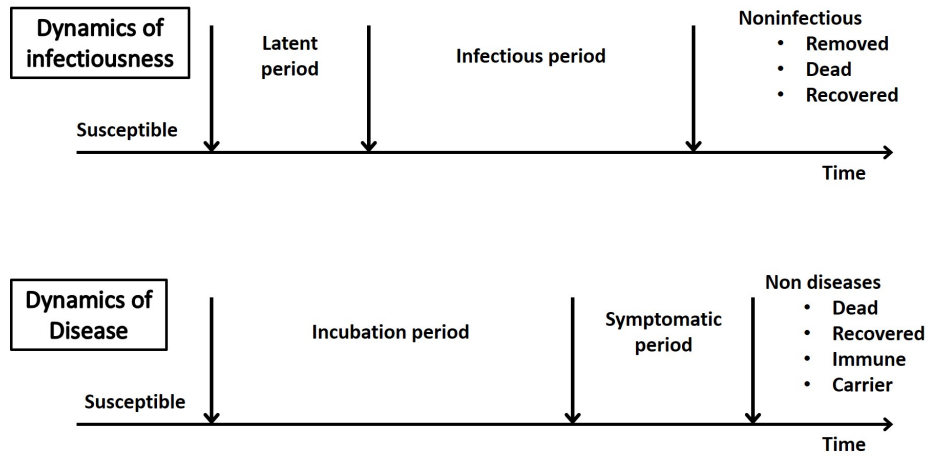 Dynamics of
infectiousness
Latent
period
Infectious period
Noninfectious
• Removed
• Dead
• Recovered
Susceptible
Time
Dynamics of
Disease
Incubation period
Symptomatic
period
Non diseases
• Dead
• Recovered
• Immune
• Carrier
Susceptible
Time